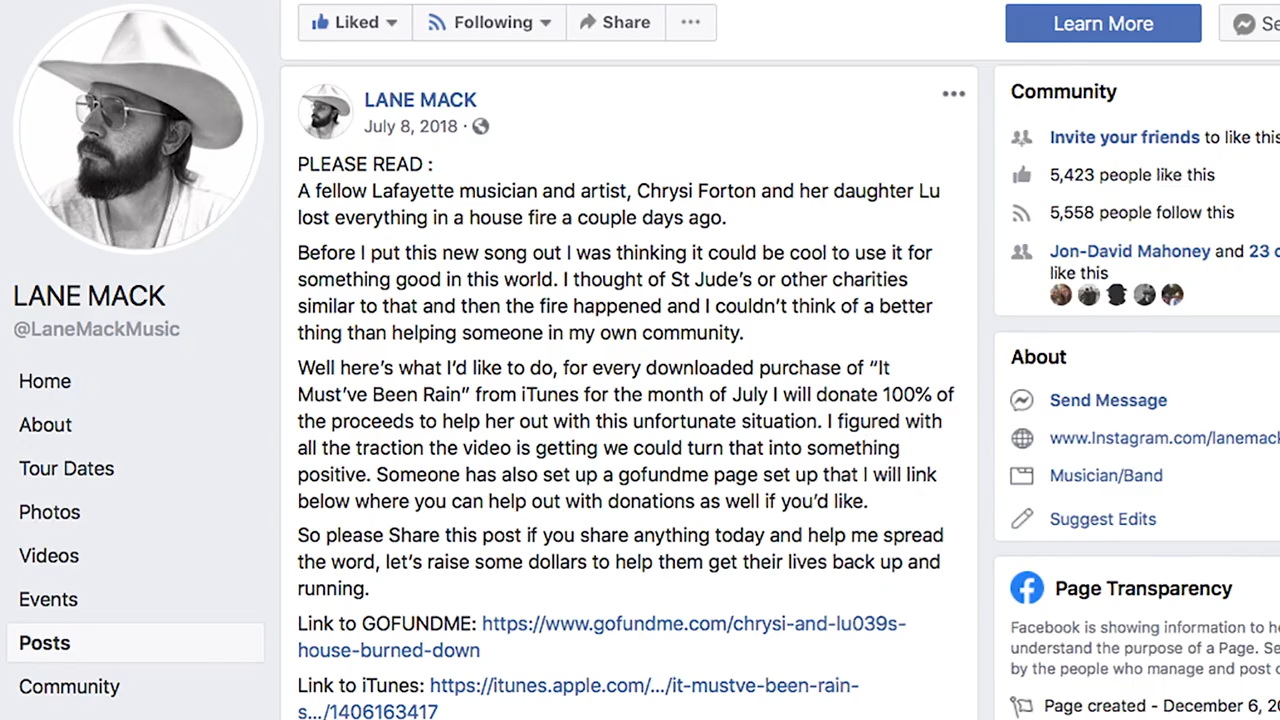 Liked
Following
Share
Learn More
LANE MACK
July 8, 2018
PLEASE READ :
A fellow Lafayette musician and artist, Chrysi Forton and her daughter Lu
lost everything in a house fire a couple days ago.
Before I put this new song out I was thinking it could be cool to use it for
something good in this world. I thought of St Jude's or other charities
similar to that and then the fire happened and I couldn't think of a better
thing than helping someone in my own community.
Well here's what I'd like to do, for every downloaded purchase of “It
Must've Been Rain” from iTunes for the month of July I will donate 100% of
the proceeds to help her out with this unfortunate situation. I figured with
all the traction the video is getting we could turn that into something
positive. Someone has also set up a gofundme page set up that I will link
below where you can help out with donations as well if you'd like.
So please Share this post if you share anything today and help me spread
the word, let's raise some dollars to help them get their lives back up and
running.
Link to GOFUNDME: https://www.gofundme.com/chrysi-and-lu039s-
house-burned-down
Link to iTunes: https://itunes.apple.com/.../it-mustve-been-rain-
s.../1406163417
LANE MACK
@LaneMackMusic
Home
About
Tour Dates
Photos
Videos
Events
Posts
Community
Community
Invite your friends to like this
5,423 people like this
5,558 people follow this
Jon-David Mahoney and 23
like this
About
Send Message
www.Instagram.com/lanemack
Musician/Band
Suggest Edits
Page Transparency
Facebook is showing information to
understand the purpose of a Page.
by the people who manage and post
Page created - December 6,